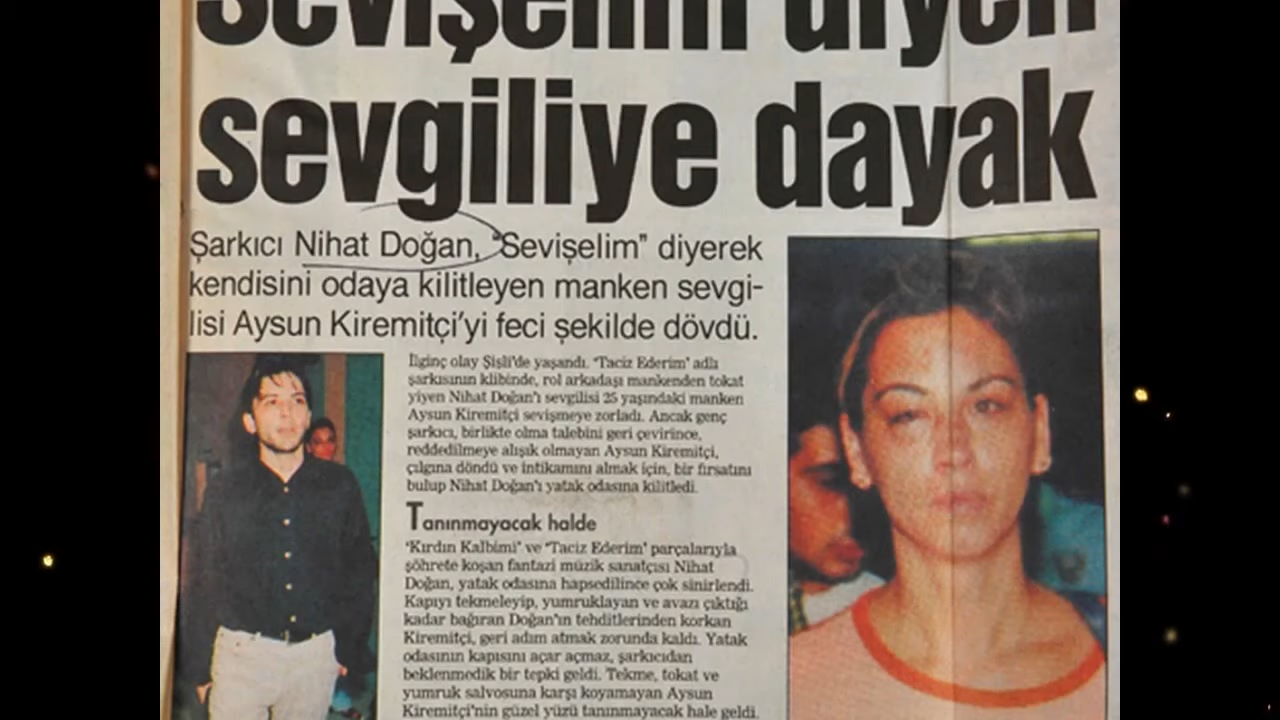 Sevişelim diyen
sevgiliye dayak
Şarkıcı Nihat Doğan, "Sevişelim" diyerek
kendisini odaya kilitleyen manken sevgi-
lisi Aysun Kiremitçi'yi feci şekilde dövdü.
İlginç olay Şişli'de yaşandı. 'Taciz Ederim' adlı
şarkısının klibinde, rol arkadaşı mankenden tokat
yiyen Nihat Doğan'ı sevgilisi 25 yaşındaki manken
Aysun Kiremitçi sevişmeye zorladı. Ancak genç
şarkıcı, birlikte olma talebini geri çevirince,
reddedilmeye alışık olmayan Aysun Kiremitçi,
çılgına döndü ve intikamını almak için, bir fırsatını
bulup Nihat Doğan'ı yatak odasına kilitledi.
Tanınmayacak halde
'Kırdın Kalbimi' ve 'Taciz Ederim' parçalarıyla
şöhrete koşan fantazi müzik sanatçısı Nihat
Doğan, yatak odasına hapsedilince çok sinirlendi.
Kapıyı tekmeleyip, yumruklayan ve avazı çıktığı
kadar bağıran Doğan'ın tehditlerinden korkan
Kiremitçi, geri adım atmak zorunda kaldı. Yatak
odasının kapısını açar açmaz, şarkıcıdan
beklenmedik bir tepki geldi. Tekme, tokat ve
yumruk salvosuna karşı koyamayan Aysun
Kiremitçi'nin güzel yüzü tanınmayacak hale geldi.